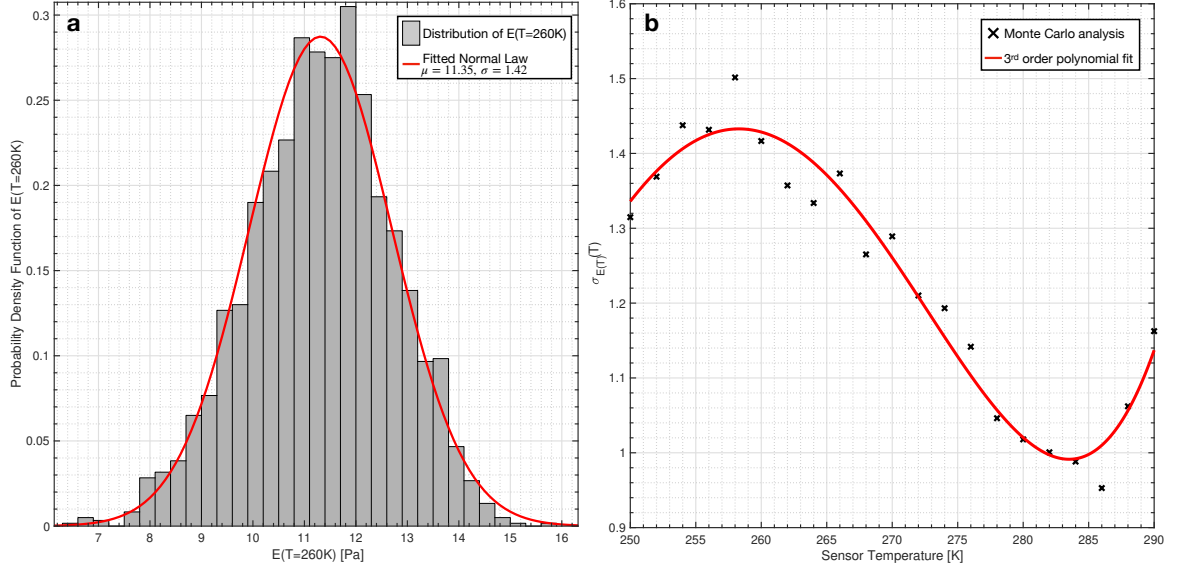 a
Distribution of E(T=260K)
Fitted Normal Law
μ = 11.35, σ = 1.42
Probability Density Function of E(T=260K)
0.3
0.25
0.2
0.15
0.1
0.05
0
7 8 9 10 11 12 13 14 15 16
E(T=260K) [Pa]
b
Monte Carlo analysis
3rd order polynomial fit
σE(T)(T)
1.6
1.5
1.4
1.3
1.2
1.1
1
0.9
250 255 260 265 270 275 280 285 290
Sensor Temperature [K]